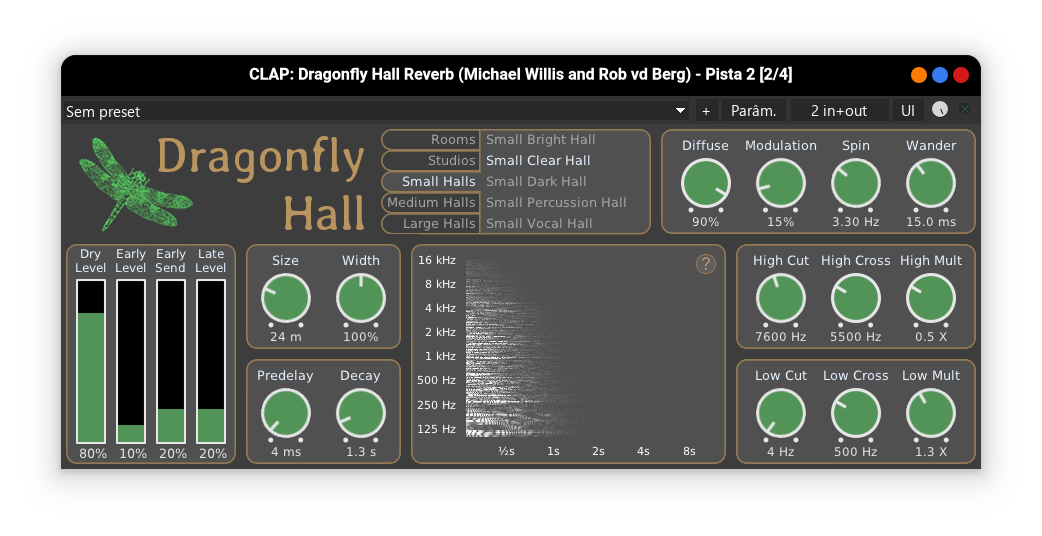 CLAP: Dragonfly Hall Reverb (Michael Willis and Rob vd Berg) - Pista 2 [2/4]
Sem preset
+
Parâm.
2 in+out
UI
Dragonfly
Hall
Rooms
Studios
Small Halls
Medium Halls
Large Halls
Small Bright Hall
Small Clear Hall
Small Dark Hall
Small Percussion Hall
Small Vocal Hall
Diffuse Modulation Spin Wander
90% 15% 3.30 Hz 15.0 ms
Dry Early Early Late
Level Level Send Level
80% 10% 20% 20%
Size Width
24 m 100%
Predelay Decay
4 ms 1.3 s
?
16 kHz
8 kHz
4 kHz
2 kHz
1 kHz
500 Hz
250 Hz
125 Hz
½s 1s 2s 4s 8s
High Cut High Cross High Mult
7600 Hz 5500 Hz 0.5 X
Low Cut Low Cross Low Mult
4 Hz 500 Hz 1.3 X